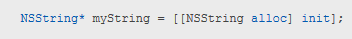 NSString* myString = [[NSString alloc] init];